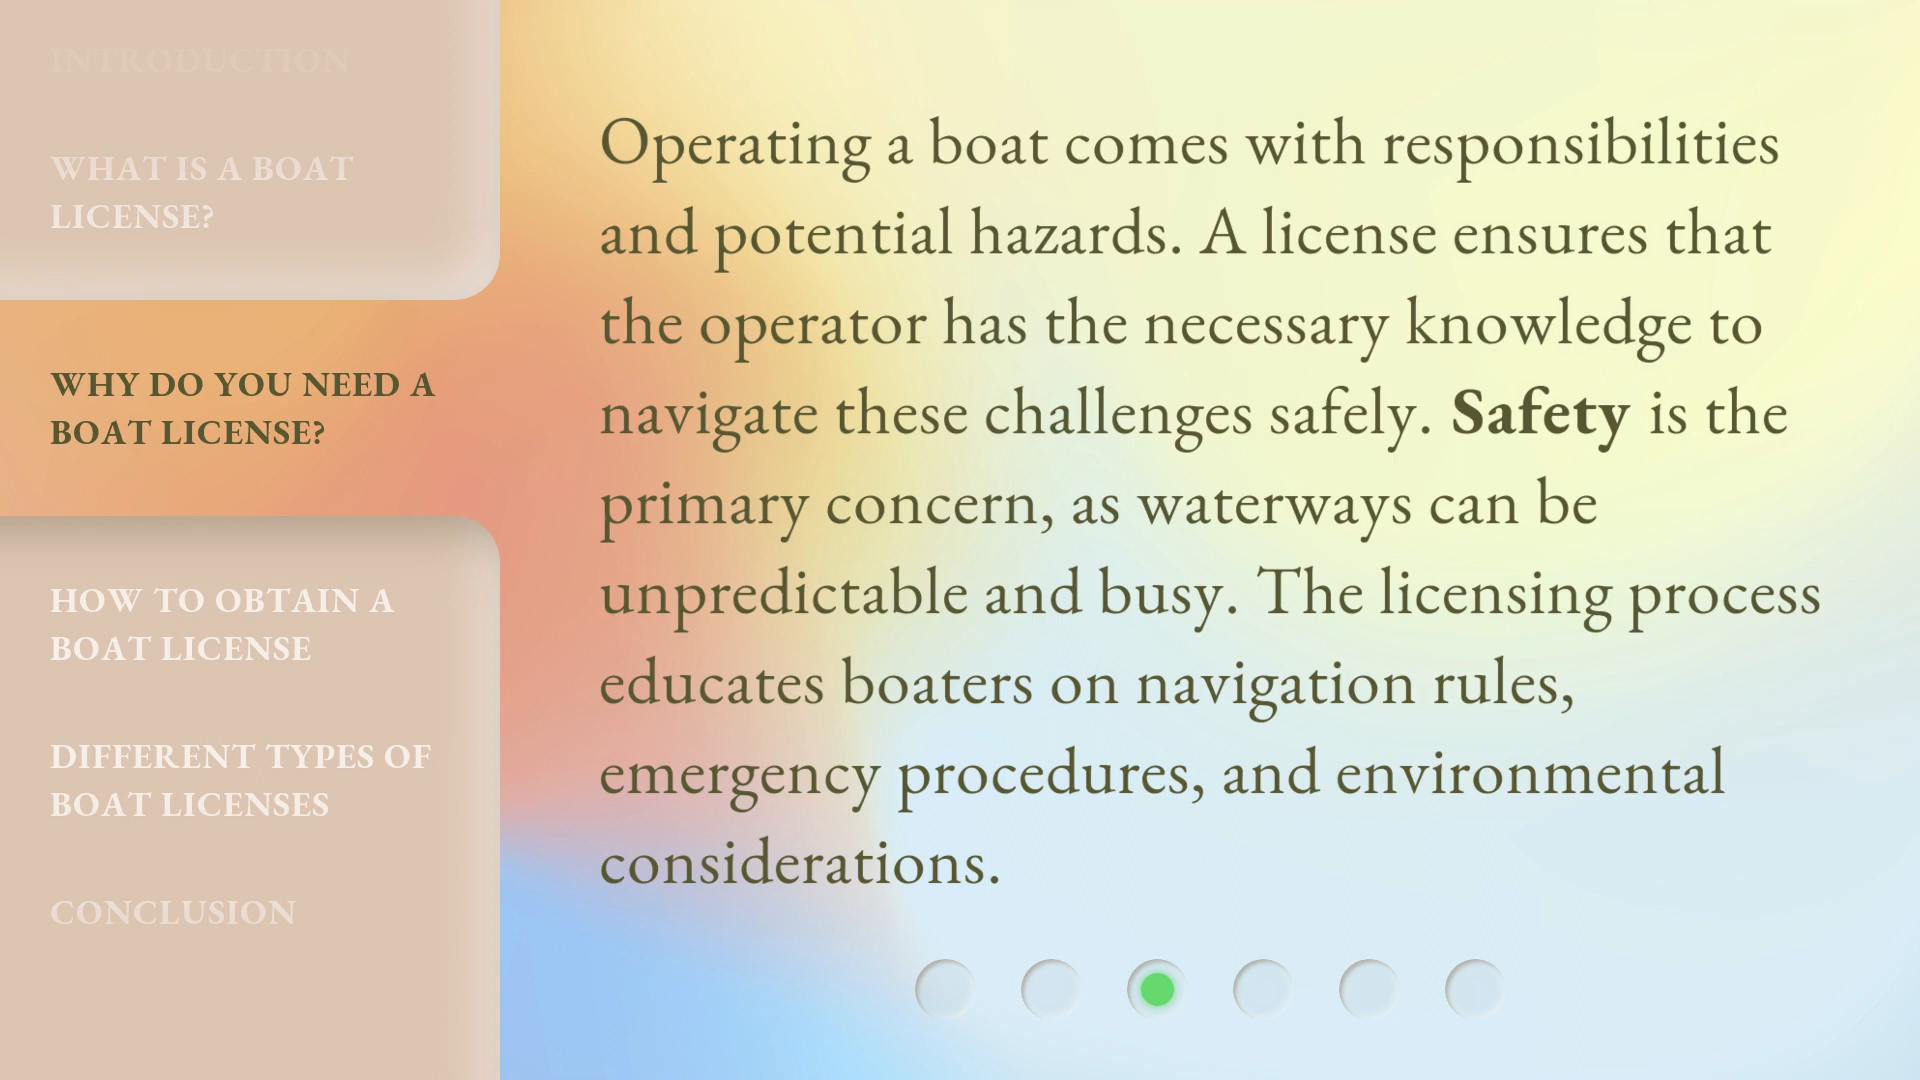 INTRODUCTION
WHAT IS A BOAT
LICENSE?
WHY DO YOU NEED A
BOAT LICENSE?
HOW TO OBTAIN A
BOAT LICENSE
DIFFERENT TYPES OF
BOAT LICENSES
CONCLUSION
Operating a boat comes with responsibilities
and potential hazards. A license ensures that
the operator has the necessary knowledge to
navigate these challenges safely. Safety is the
primary concern, as waterways can be
unpredictable and busy. The licensing process
educates boaters on navigation rules,
emergency procedures, and environmental
considerations.